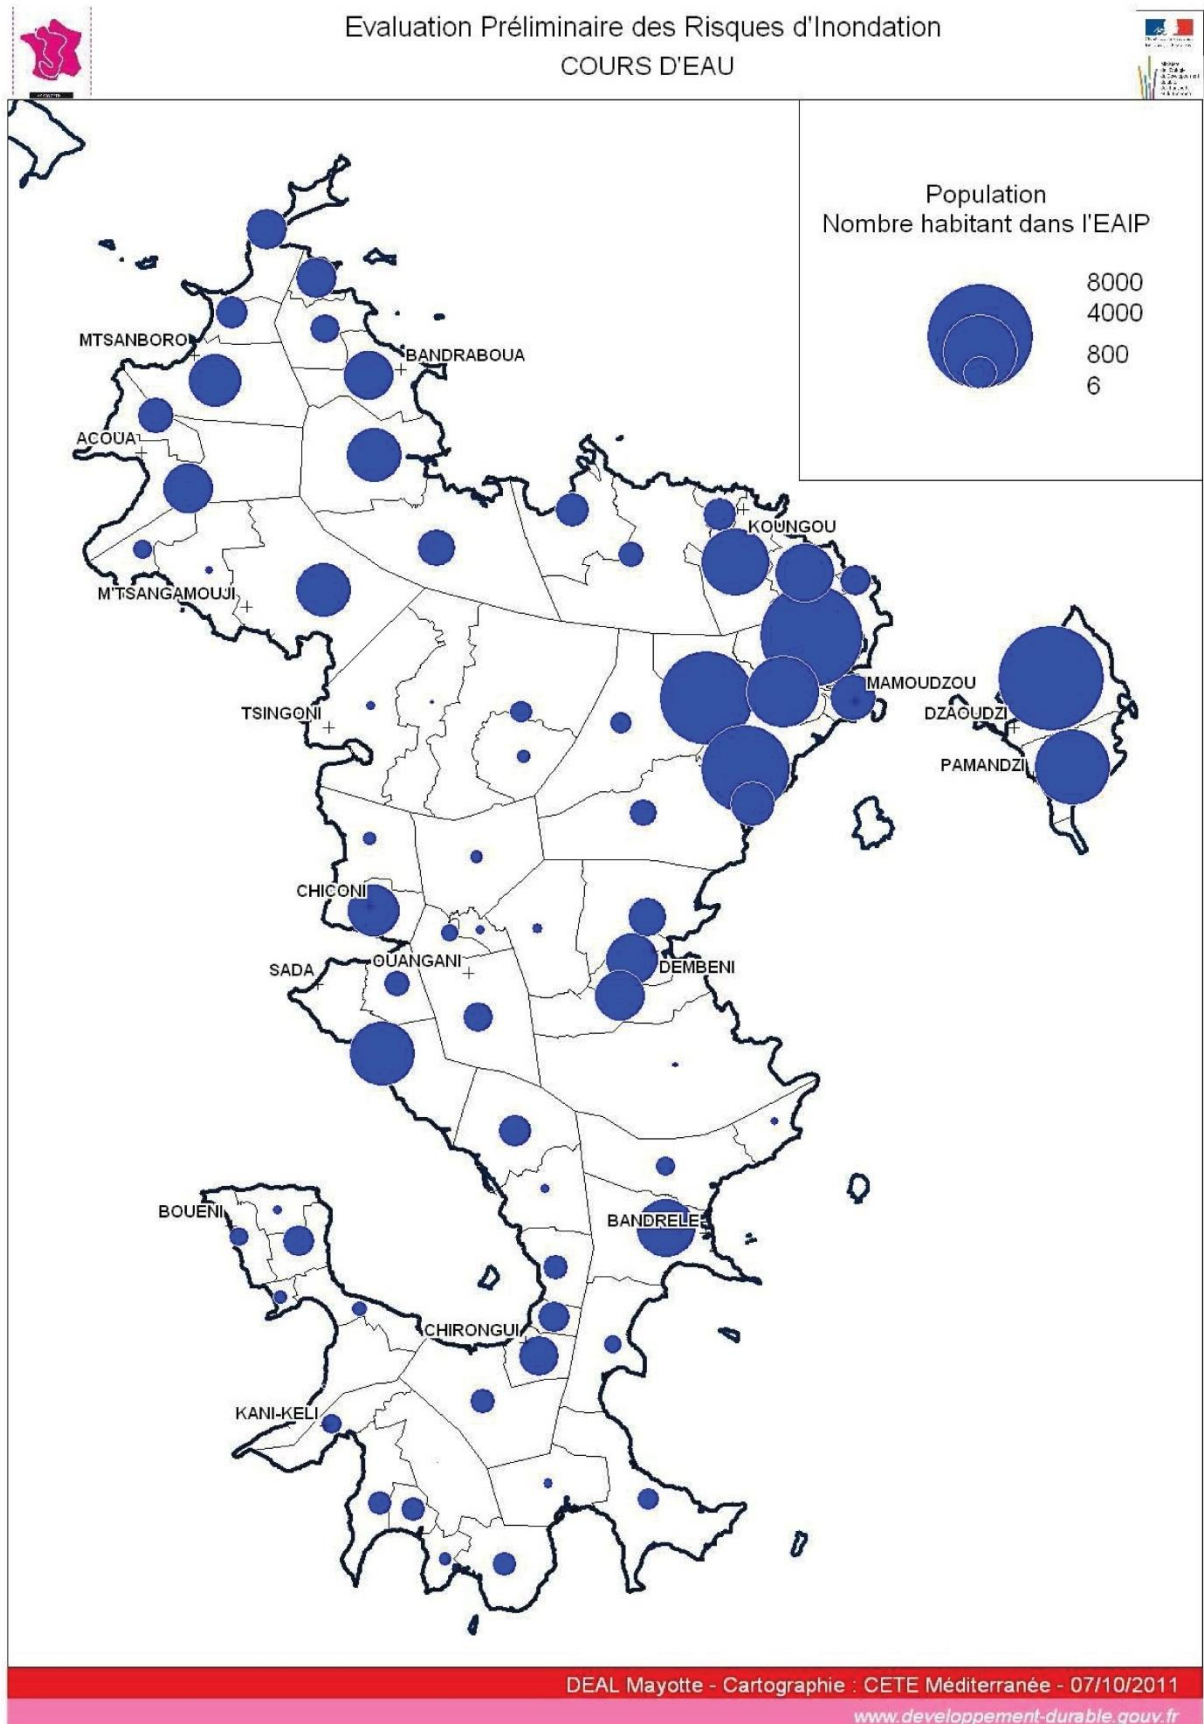 Evaluation Préliminaire des Risques d'Inondation
COURS D'EAU
Population
Nombre habitant dans l'EAIP
8000
4000
800
6
MTSANBORO
BANDRABOUA
ACOUA
KOUNGOU
M'TSANGAMOUJI
MAMOUDZOU
TSINGONI
DZAOUDZI
PAMANDZI
CHICONI
OUANGANI
SADA
DEMBENI
BOUENI
BANDRELE
CHIRONGUI
KANI-KELI
DEAL Mayotte - Cartographie : CETE Méditerranée - 07/10/2011
www.developpement-durable.gouv.fr